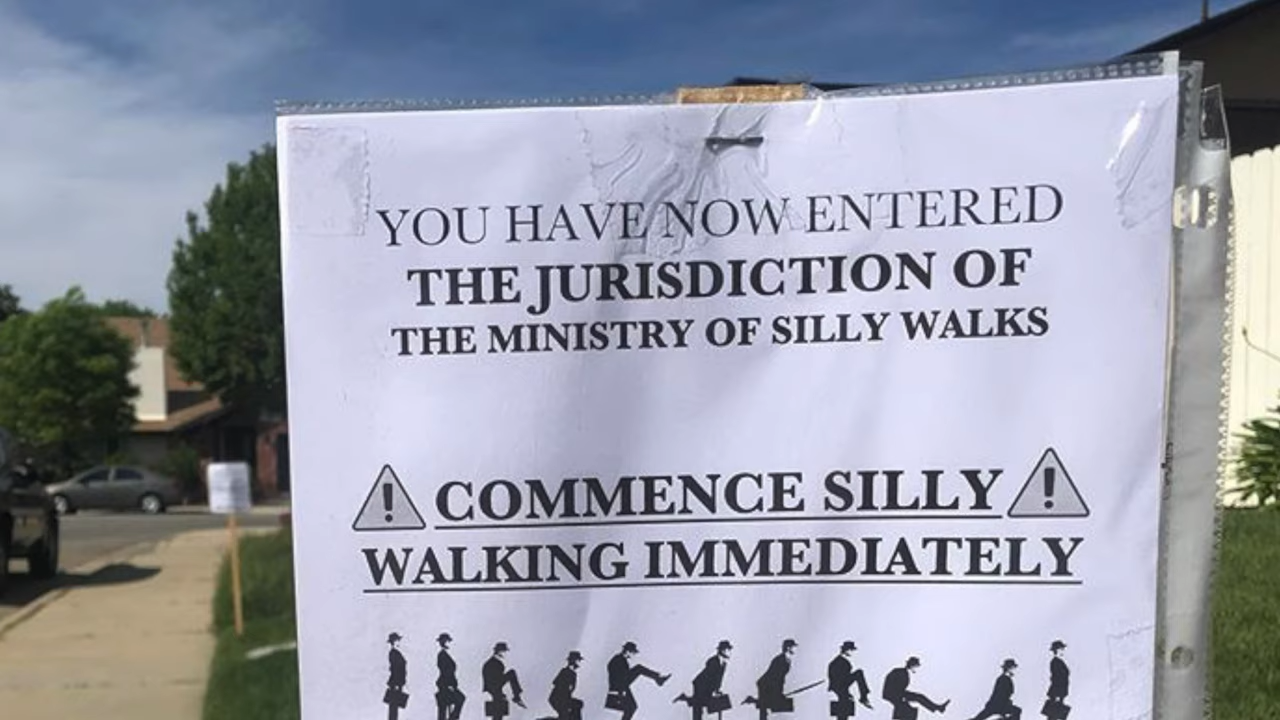 YOU HAVE NOW ENTERED
THE JURISDICTION OF
THE MINISTRY OF SILLY WALKS
COMMENCE SILLY
WALKING IMMEDIATELY